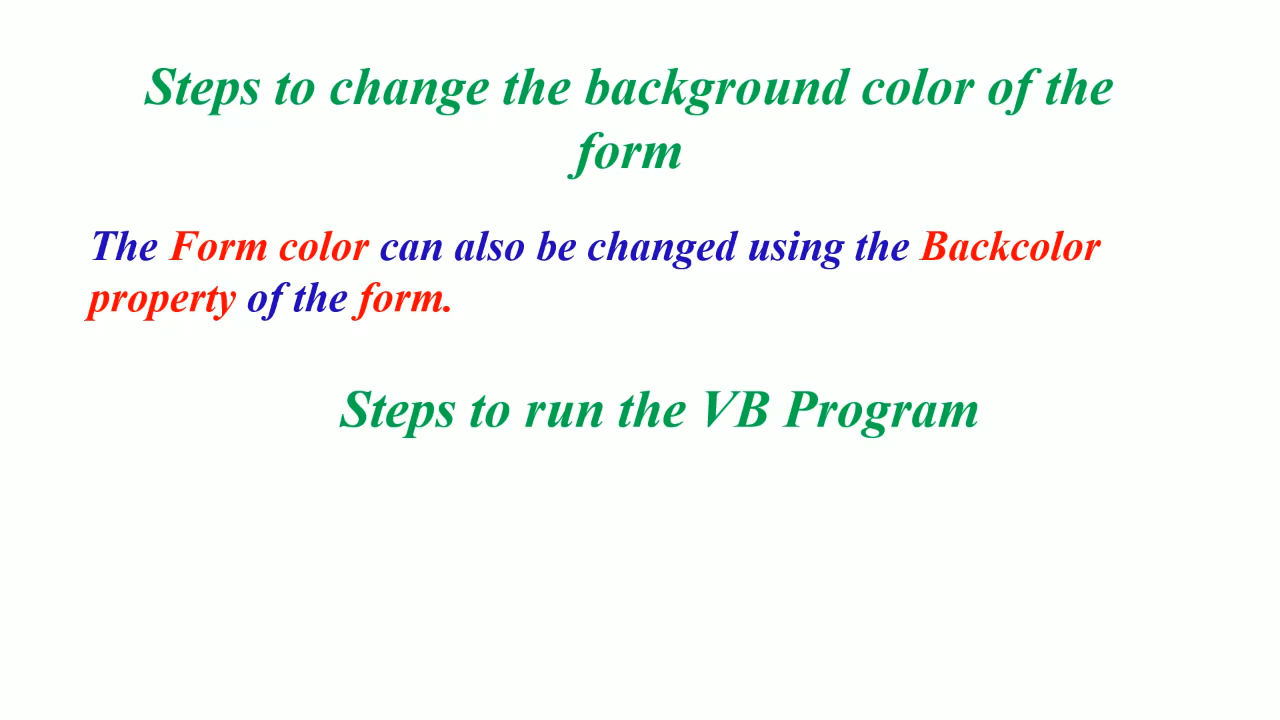 Steps to change the background color of the
form
The Form color can also be changed using the Backcolor
property of the form.
Steps to run the VB Program